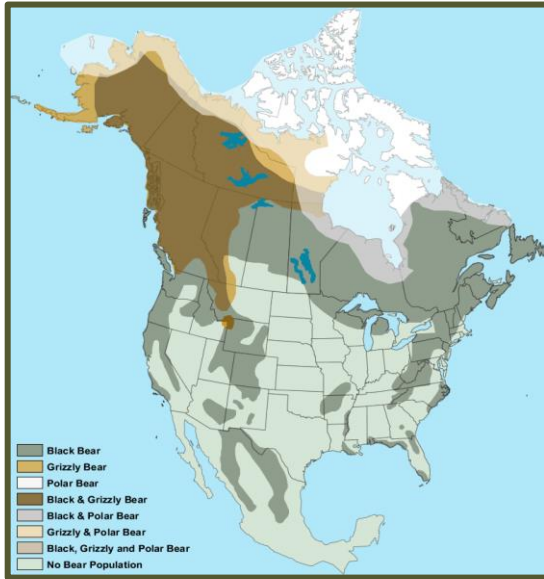 Black Bear
Grizzly Bear
Polar Bear
Black & Grizzly Bear
Black & Polar Bear
Grizzly & Polar Bear
Black, Grizzly and Polar Bear
No Bear Population